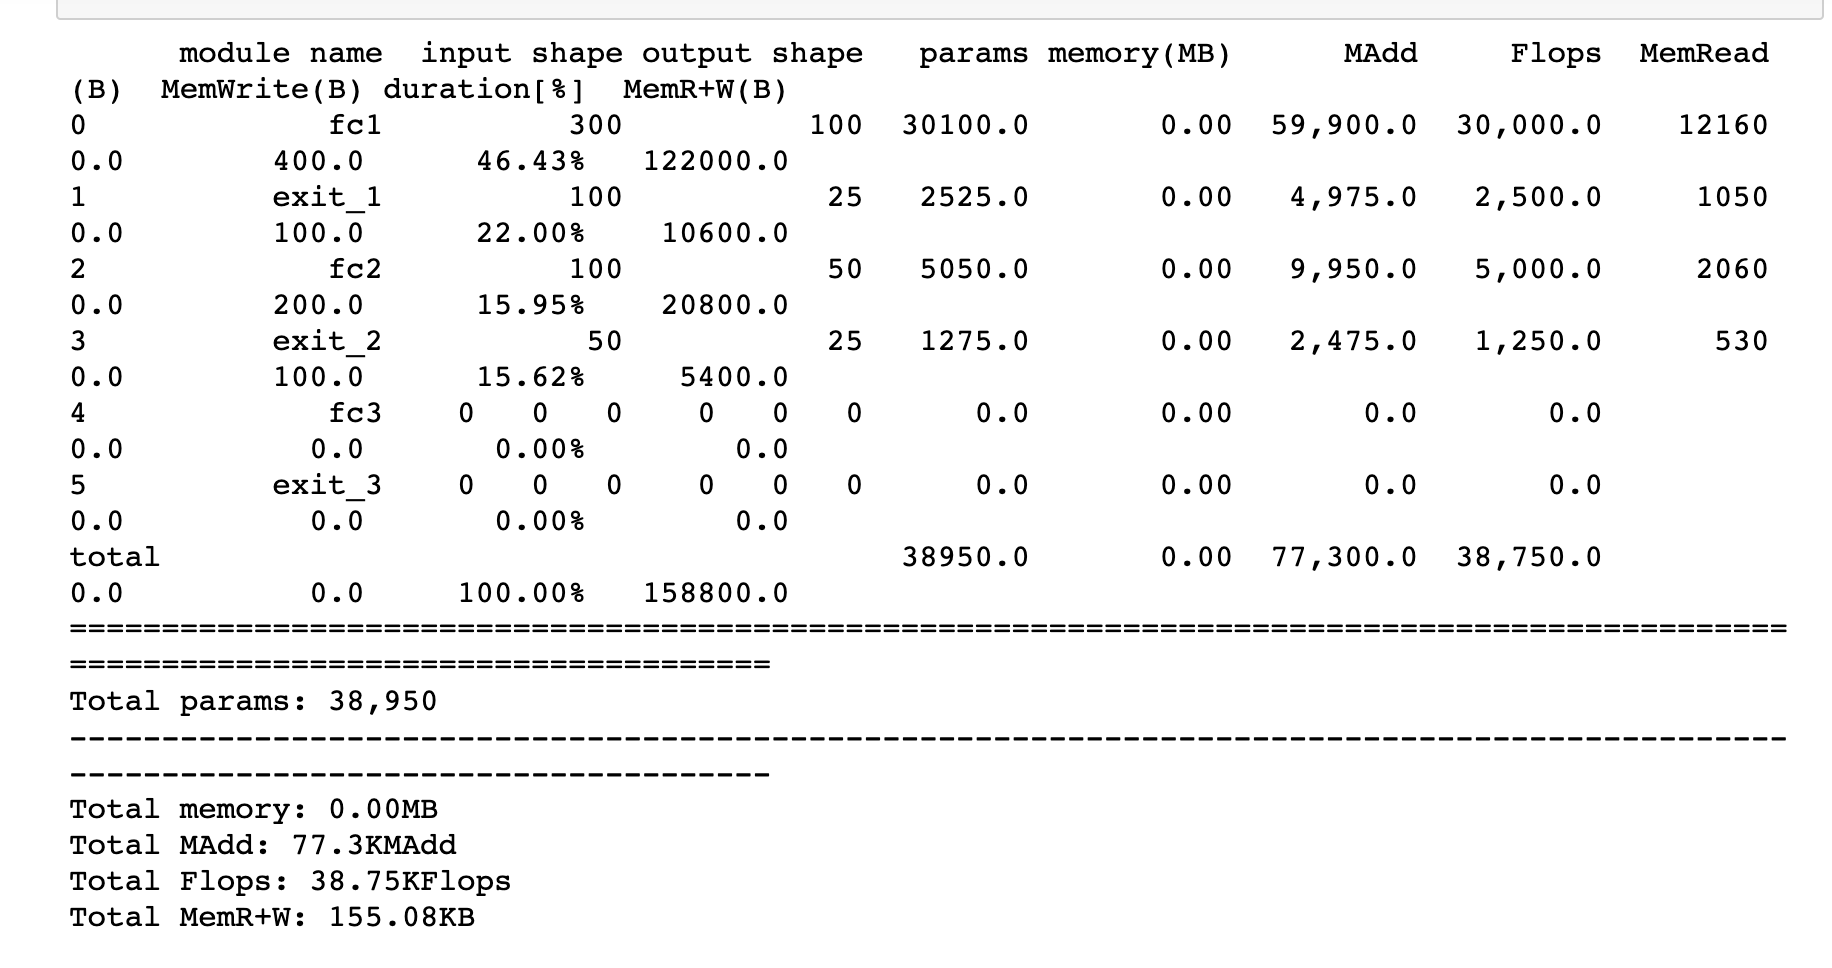 module name input shape output shape params memory(MB) MAdd Flops MemRead
(B) MemWrite(B) duration[%] MemR+W(B)
0 fc1 300 100 30100.0 0.00 59,900.0 30,000.0 12160
0.0 400.0 46.43% 122000.0
1 exit_1 100 25 2525.0 0.00 4,975.0 2,500.0 1050
0.0 100.0 22.00% 10600.0
2 fc2 100 50 5050.0 0.00 9,950.0 5,000.0 2060
0.0 200.0 15.95% 20800.0
3 exit_2 50 25 1275.0 0.00 2,475.0 1,250.0 530
0.0 100.0 15.62% 5400.0
4 fc3 0 0 0 0 0 0 0.0 0.00 0.0 0.0
0.0 0.0 0.00% 0.0
5 exit_3 0 0 0 0 0 0 0.0 0.00 0.0 0.0
0.0 0.0 0.00% 0.0
total 38950.0 0.00 77,300.0 38,750.0
0.0 0.0 100.00% 158800.0
=============================================================================================
======================================
Total params: 38,950
---------------------------------------------------------------------------------------------
--------------------------------------
Total memory: 0.00MB
Total MAdd: 77.3KMAdd
Total Flops: 38.75KFlops
Total MemR+W: 155.08KB